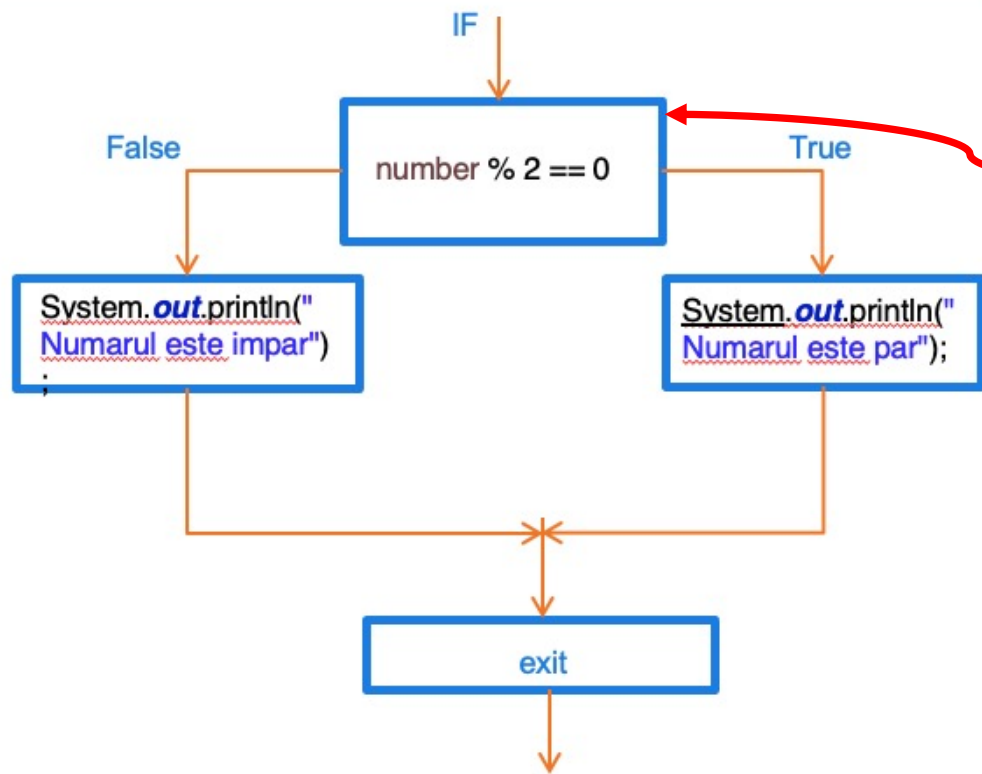 IF
False
True
number % 2 == 0
System.out.println("
Numarul este impar")
;
System.out.println("
Numarul este par");
exit